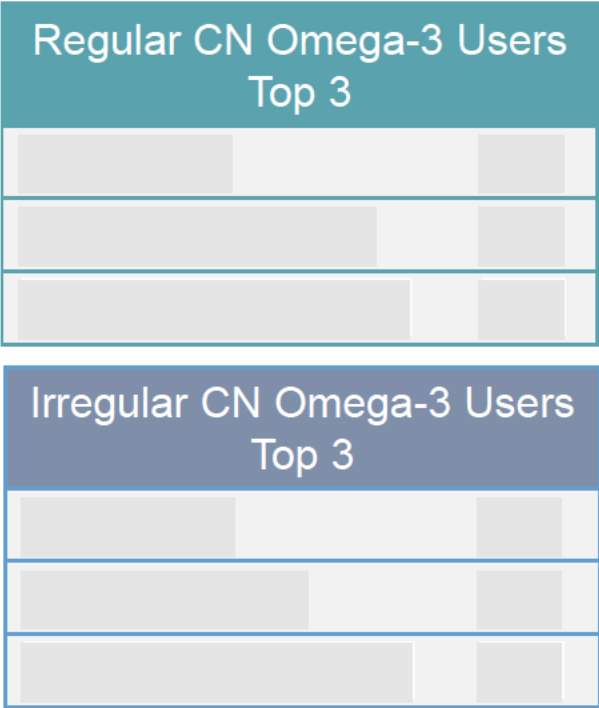 Regular CN Omega-3 Users
Top 3
Irregular CN Omega-3 Users
Top 3